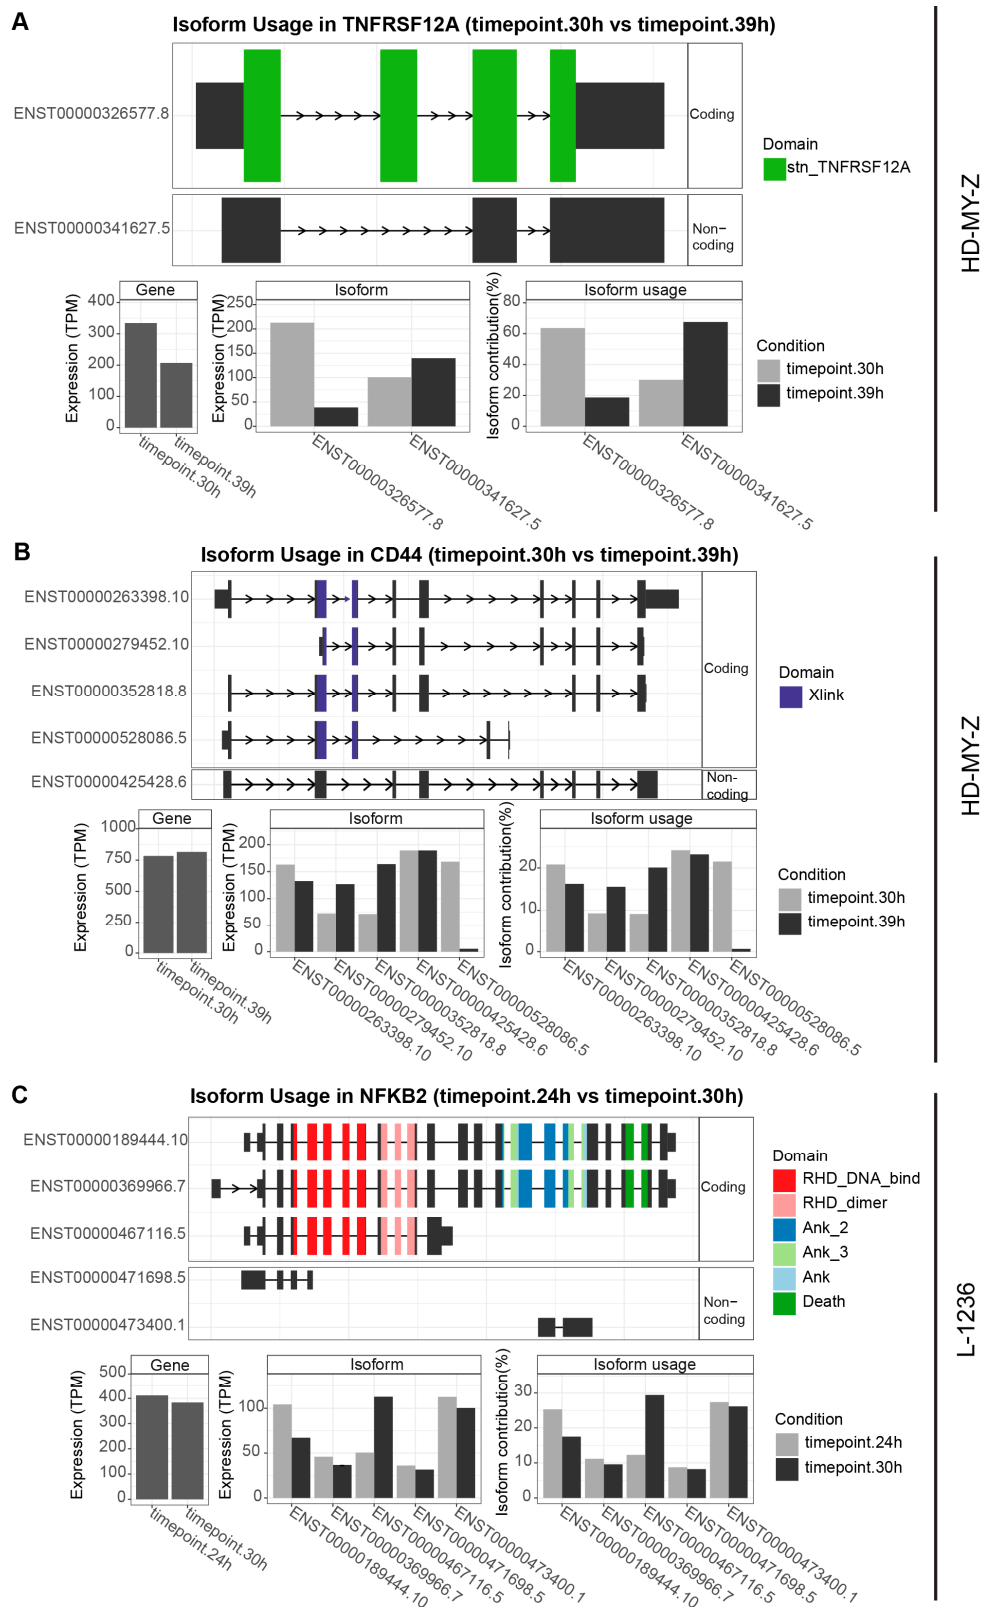 A
Isoform Usage in TNFRSF12A (timepoint.30h vs timepoint.39h)
ENST00000326577.8
Coding
ENST00000341627.5
Non–
coding
Domain
stn_TNFRSF12A
HD-MY-Z
Gene
Isoform
Isoform usage
Expression (TPM)
400
300
200
100
0
timepoint.30h
timepoint.39h
Expression (TPM)
250
200
150
100
50
0
ENST00000326577.8
ENST00000341627.5
Isoform contribution(%)
80
60
40
20
0
ENST00000326577.8
ENST00000341627.5
Condition
timepoint.30h
timepoint.39h
B
Isoform Usage in CD44 (timepoint.30h vs timepoint.39h)
ENST00000263398.10
ENST00000279452.10
ENST00000352818.8
ENST00000528086.5
ENST00000425428.6
Coding
Non-
coding
Domain
Xlink
HD-MY-Z
Gene
Isoform
Isoform usage
Expression (TPM)
1000
750
500
250
0
timepoint.30h
timepoint.39h
Expression (TPM)
200
150
100
50
0
ENST00000263398.10
ENST00000279452.10
ENST00000352818.8
ENST00000425428.6
ENST00000528086.5
Isoform contribution(%)
20
10
0
ENST00000263398.10
ENST00000279452.10
ENST00000352818.8
ENST00000425428.6
ENST00000528086.5
Condition
timepoint.30h
timepoint.39h
C
Isoform Usage in NFKB2 (timepoint.24h vs timepoint.30h)
ENST00000189444.10
ENST00000369966.7
ENST00000467116.5
ENST00000471698.5
ENST00000473400.1
Coding
Non–
coding
Domain
RHD_DNA_bind
RHD_dimer
Ank_2
Ank_3
Ank
Death
L-1236
Gene
Isoform
Isoform usage
Expression (TPM)
500
400
300
200
100
0
timepoint.24h
timepoint.30h
Expression (TPM)
100
50
0
ENST00000189444.10
ENST00000369966.7
ENST00000467116.5
ENST00000471698.5
ENST00000473400.1
Isoform contribution(%)
30
20
10
0
ENST00000189444.10
ENST00000369966.7
ENST00000467116.5
ENST00000471698.5
ENST00000473400.1
Condition
timepoint.24h
timepoint.30h